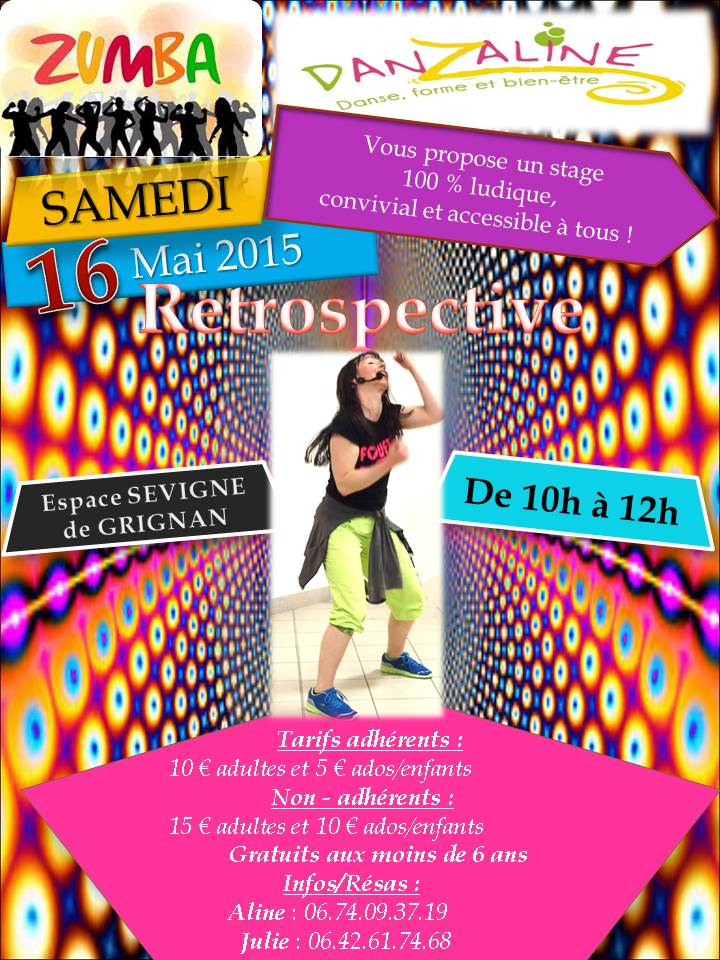 ZUMBA
DANZALINE
Danse, forme et bien-être
Vous propose un stage
100 % ludique,
convivial et accessible à tous !
SAMEDI
16 Mai 2015
Retrospective
FOUET
Espace SEVIGNE
de GRIGNAN
De 10h à 12h
Tarifs adhérents :
10 € adultes et 5 € ados/enfants
Non - adhérents :
15 € adultes et 10 € ados/enfants
Gratuits aux moins de 6 ans
Infos/Résas :
Aline : 06.74.09.37.19
Julie : 06.42.61.74.68